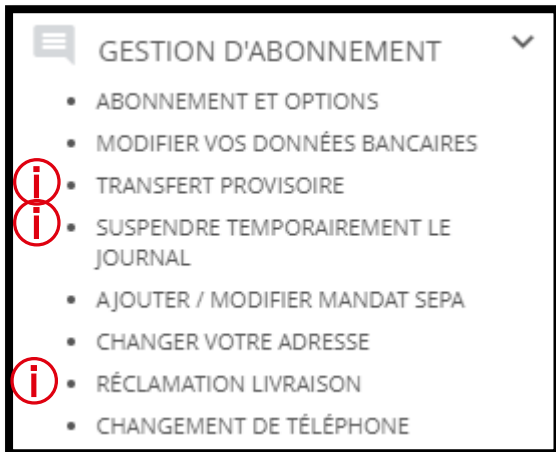 GESTION D'ABONNEMENT
• ABONNEMENT ET OPTIONS
• MODIFIER VOS DONNÉES BANCAIRES
i • TRANSFERT PROVISOIRE
i • SUSPENDRE TEMPORAIREMENT LE
JOURNAL
• AJOUTER / MODIFIER MANDAT SEPA
• CHANGER VOTRE ADRESSE
i • RÉCLAMATION LIVRAISON
• CHANGEMENT DE TÉLÉPHONE